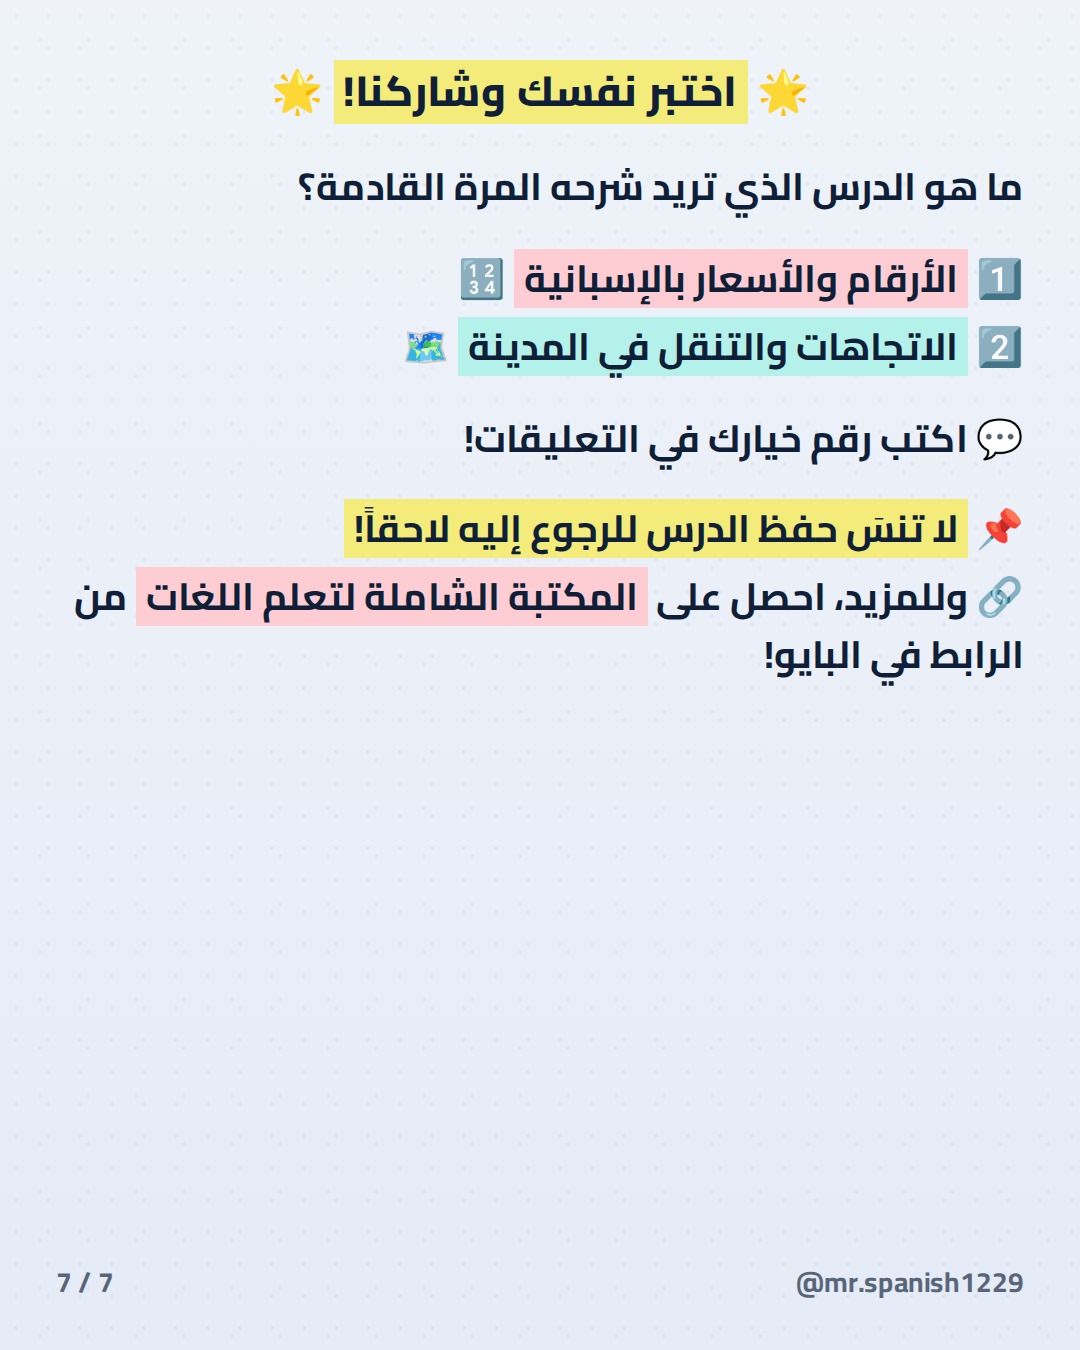 🌟 اختبر نفسك وشاركنا! 🌟
ما هو الدرس الذي تريد شرحه المرة القادمة؟
1️⃣ الأرقام والأسعار بالإسبانية 🔢
2️⃣ الاتجاهات والتنقل في المدينة 🗺️
💬 اكتب رقم خيارك في التعليقات!
📌 لا تنسَ حفظ الدرس للرجوع إليه لاحقاً!
🔗 وللمزيد، احصل على المكتبة الشاملة لتعلم اللغات من
الرابط في البايو!
@mr.spanish1229
7 / 7